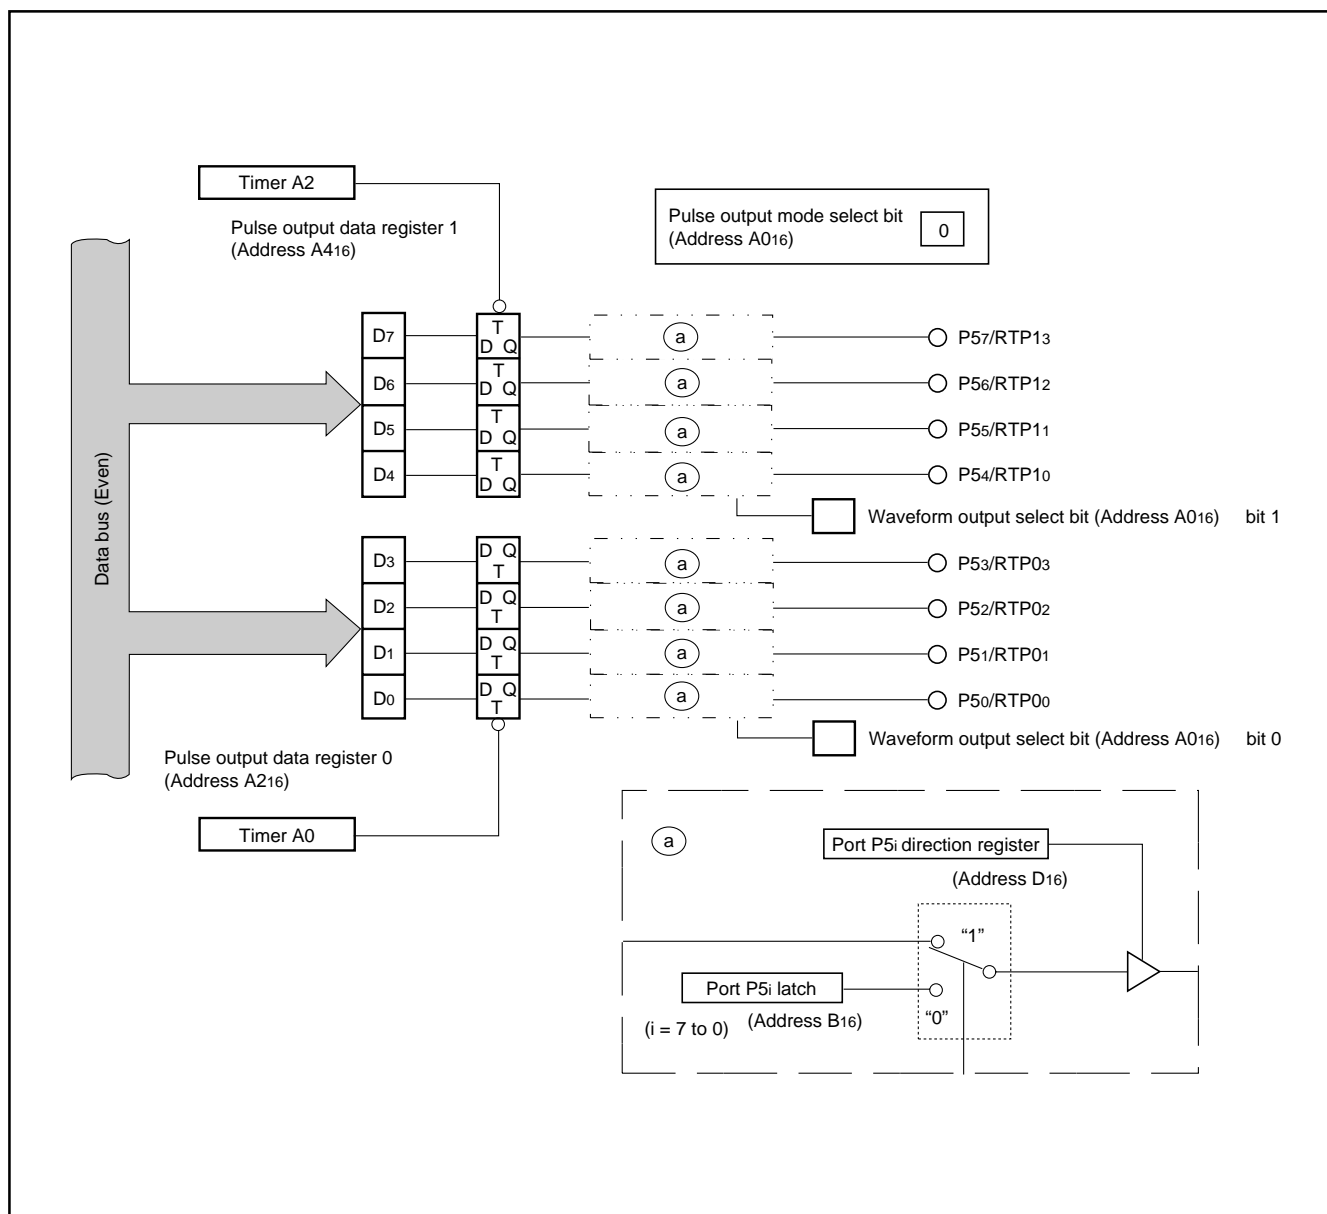 Timer A2
Pulse output data register 1
(Address A416)
Pulse output mode select bit
(Address A016)
0
Data bus (Even)
D7
T
D Q
a
P57/RTP13
D6
T
D Q
a
P56/RTP12
D5
T
D Q
a
P55/RTP11
D4
T
D Q
a
P54/RTP10
Waveform output select bit (Address A016) bit 1
D3
D Q
T
a
P53/RTP03
D2
D Q
T
a
P52/RTP02
D1
D Q
T
a
P51/RTP01
D0
D Q
T
a
P50/RTP00
Waveform output select bit (Address A016) bit 0
Pulse output data register 0
(Address A216)
Timer A0
a
Port P5i direction register
(Address D16)
“1”
Port P5i latch
(Address B16)
“0”
(i = 7 to 0)